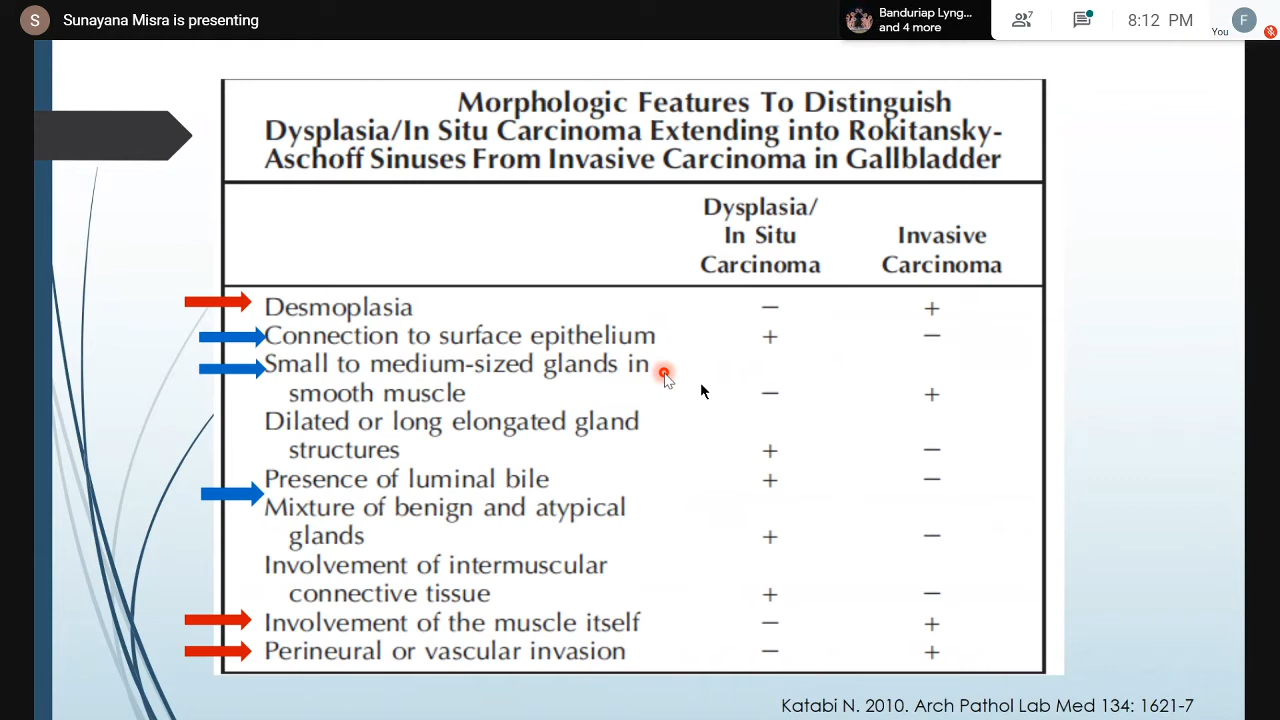 S Sunayana Misra is presenting
Banduriap Lyng...
and 4 more
7
8:12 PM
You
F
Morphologic Features To Distinguish
Dysplasia/In Situ Carcinoma Extending into Rokitansky-
Aschoff Sinuses From Invasive Carcinoma in Gallbladder
Dysplasia/
In Situ Invasive
Carcinoma Carcinoma
Desmoplasia − +
Connection to surface epithelium + −
Small to medium-sized glands in
smooth muscle − +
Dilated or long elongated gland
structures + −
Presence of luminal bile + −
Mixture of benign and atypical
glands + −
Involvement of intermuscular
connective tissue + −
Involvement of the muscle itself − +
Perineural or vascular invasion − +
Katabi N. 2010. Arch Pathol Lab Med 134: 1621-7